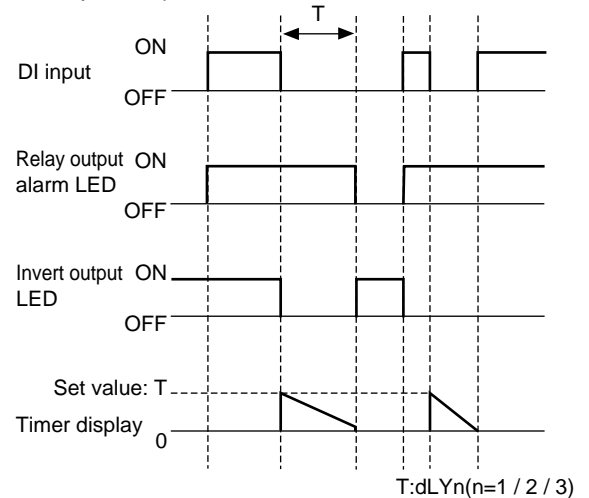 T
ON
DI input
OFF
Relay output ON
alarm LED
OFF
Invert output ON
LED
OFF
Set value: T
Timer display
0
T:dLYn(n=1 / 2 / 3)